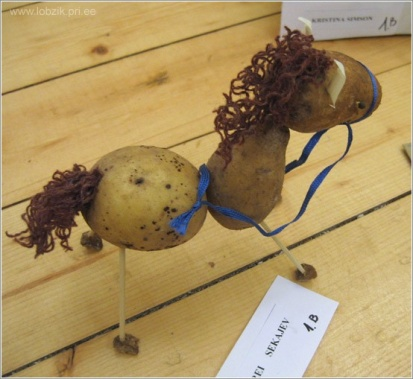 www.lobzik.pri.ee
KRISTINA SIMSON 1B
SEKAJEV 1.B